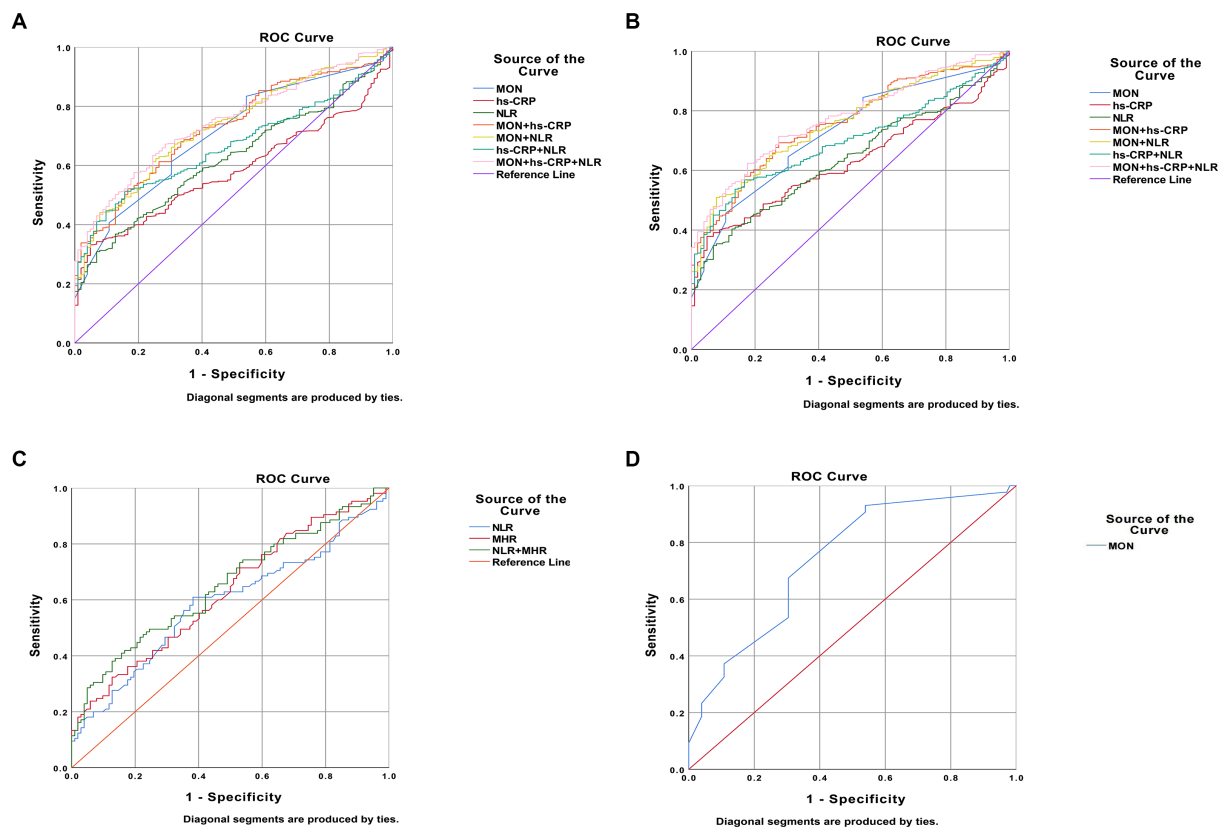 A
ROC Curve
Sensitivity
1.0
0.8
0.6
0.4
0.2
0.0
0.0 0.2 0.4 0.6 0.8 1.0
1 - Specificity
Diagonal segments are produced by ties.
Source of the
Curve
MON
hs-CRP
NLR
MON+hs-CRP
MON+NLR
hs-CRP+NLR
MON+hs-CRP+NLR
Reference Line
B
ROC Curve
Sensitivity
1.0
0.8
0.6
0.4
0.2
0.0
0.0 0.2 0.4 0.6 0.8 1.0
1 - Specificity
Diagonal segments are produced by ties.
Source of the
Curve
MON
hs-CRP
NLR
MON+hs-CRP
MON+NLR
hs-CRP+NLR
MON+hs-CRP+NLR
Reference Line
C
ROC Curve
Sensitivity
1.0
0.8
0.6
0.4
0.2
0.0
0.0 0.2 0.4 0.6 0.8 1.0
1 - Specificity
Diagonal segments are produced by ties.
Source of the
Curve
NLR
MHR
NLR+MHR
Reference Line
D
ROC Curve
Sensitivity
1.0
0.8
0.6
0.4
0.2
0.0
0.0 0.2 0.4 0.6 0.8 1.0
1 - Specificity
Diagonal segments are produced by ties.
Source of the
Curve
MON